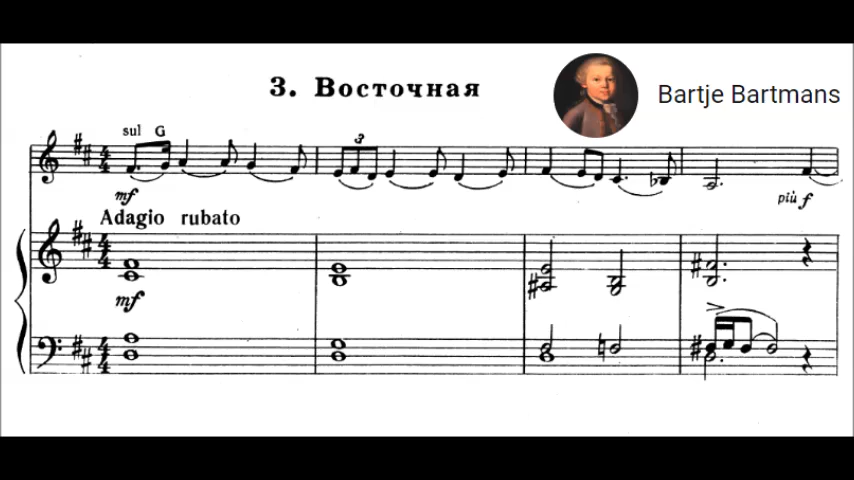 3. Восточная
Bartje Bartmans
sul G
3
mf
più f
Adagio rubato
mf